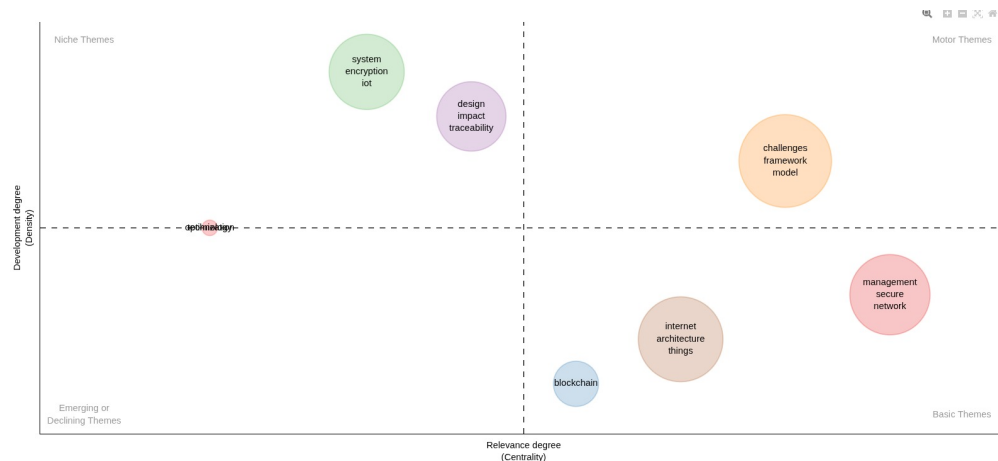 Niche Themes
Motor Themes
system
encryption
iot
design
impact
traceability
challenges
framework
model
Development degree
(Density)
management
secure
network
internet
architecture
things
blockchain
Emerging or
Declining Themes
Basic Themes
Relevance degree
(Centrality)